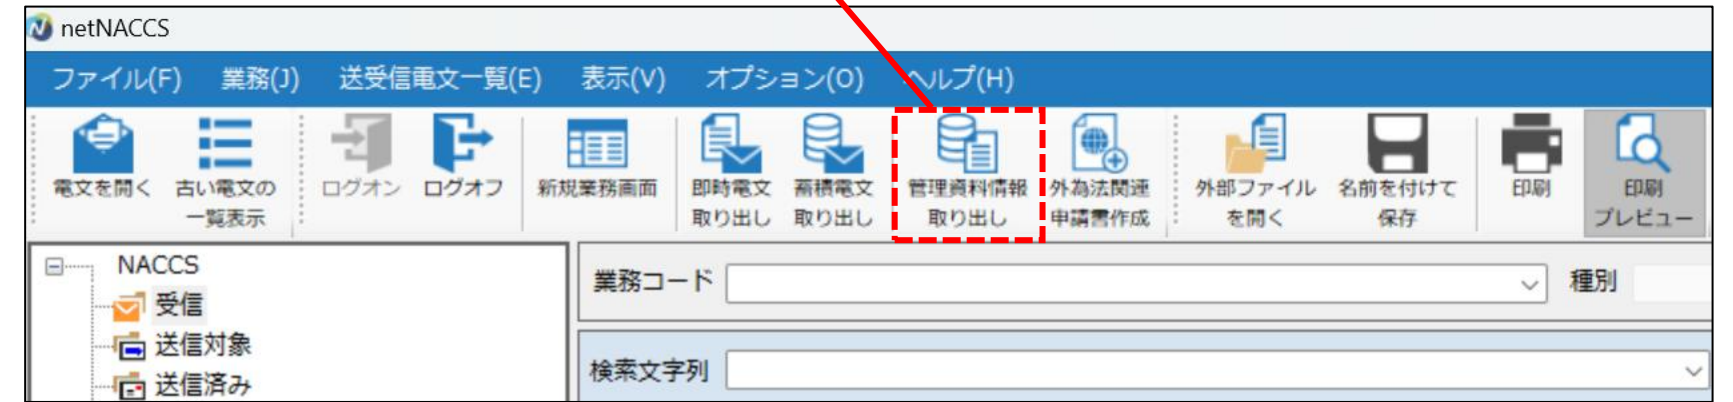 netNACCS
ファイル(F) 業務(J) 送受信電文一覧(E) 表示(V) オプション(O) ヘルプ(H)
電文を開く 古い電文の ログオン ログオフ 新規業務画面 即時電文 蓄積電文 管理資料情報 外為法関連 外部ファイル 名前を付けて 印刷 印刷
一覧表示 取り出し 取り出し 取り出し 申請書作成 を開く 保存 プレビュー
NACCS
業務コード 種別
受信
送信対象
検索文字列
送信済み